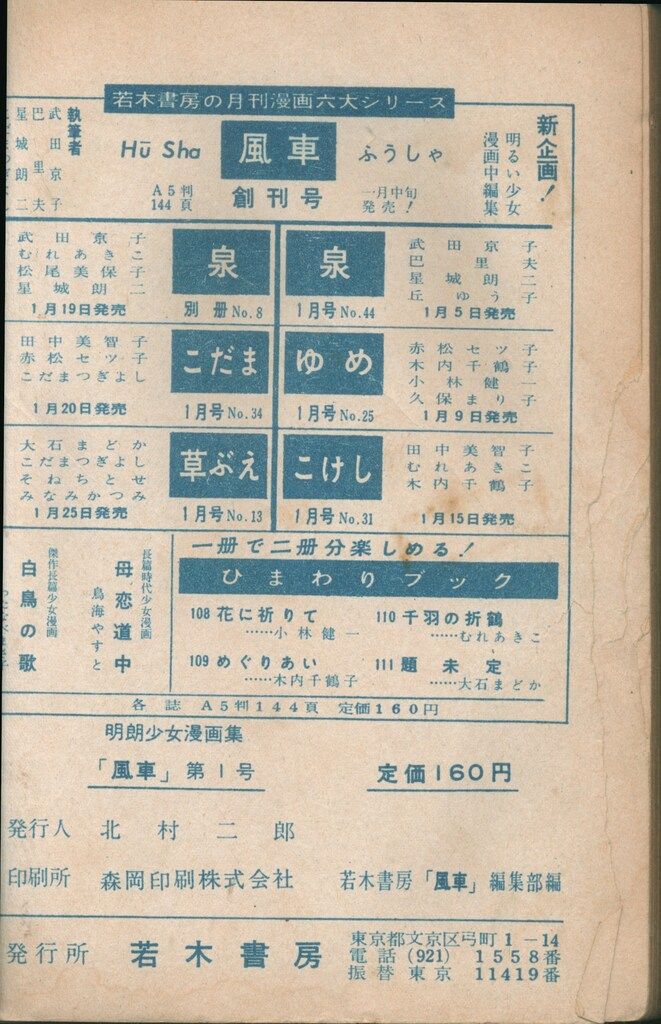 若木書房の月刊漫画六大シリーズ
新企画!
明るい少女
漫画中編集
ふうしゃ
風車
Hū Sha
創刊号
一月中旬
発売!
A5判
144頁
執筆者
武田京子
巴里夫
星城朗二
泉
1月号No.44
武田京子
巴里夫
星城朗二
丘ゆう子
1月5日発売
泉
別冊No.8
武田京子
むれあきこ
松尾美保子
星城朗二
1月19日発売
ゆめ
1月号No.25
赤松セツ子
木内千鶴子
小林健一
久保まり子
1月9日発売
こだま
1月号No.34
田中美智子
赤松セツ子
こだまつぎよし
1月20日発売
こけし
1月号No.31
田中美智子
むれあきこ
木内千鶴子
1月15日発売
草ぶえ
1月号No.13
大石まどか
こだまつぎよし
そねちとせ
みなみかつみ
1月25日発売
一冊で二冊分楽しめる!
ひまわりブック
108 花に祈りて
……小林健一
109 めぐりあい
……木内千鶴子
110 千羽の折鶴
……むれあきこ
111 題未定
……大石まどか
長篇時代少女漫画
母恋道中
鳥海やすと
傑作長篇少女漫画
白鳥の歌
各誌 A5判144頁 定価160円
明朗少女漫画集
「風車」第1号
定価160円
発行人 北村二郎
印刷所 森岡印刷株式会社
若木書房「風車」編集部編
発行所 若木書房
東京都文京区弓町1-14
電話(921)1558番
振替東京11419番